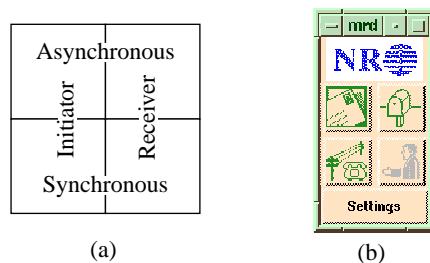 Asynchronous
Initiator
Receiver
Synchronous
(a)
mrd
NR
Settings
(b)